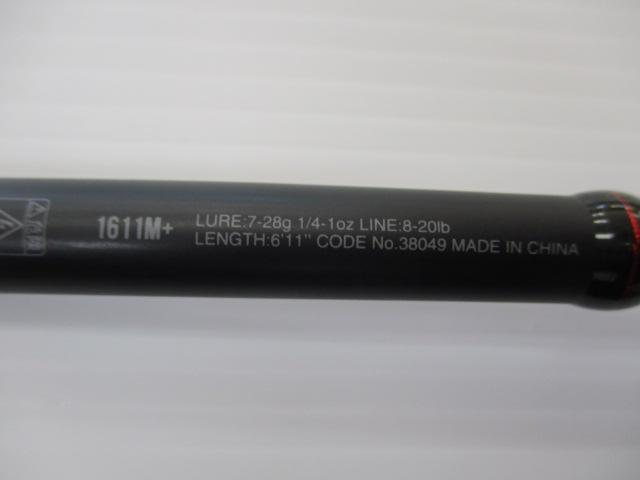 1611M+
LURE:7-28g 1/4-1oz LINE:8-20lb
LENGTH:6'11" CODE No.38049 MADE IN CHINA